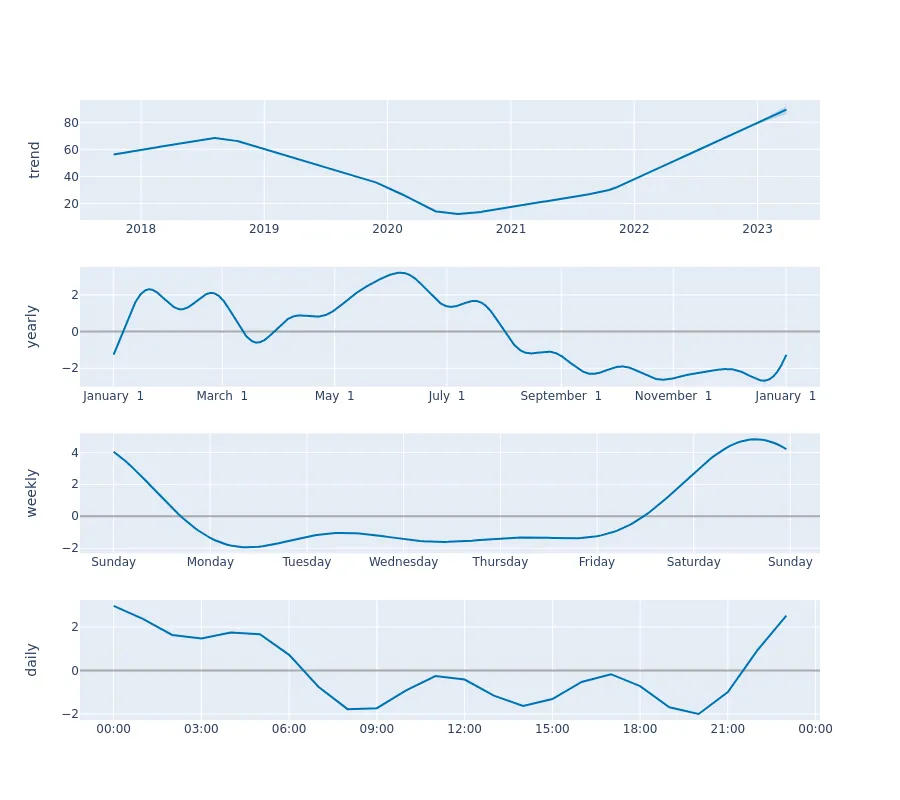 trend
80
60
40
20
2018 2019 2020 2021 2022 2023
yearly
2
0
−2
January 1 March 1 May 1 July 1 September 1 November 1 January 1
weekly
4
2
0
−2
Sunday Monday Tuesday Wednesday Thursday Friday Saturday Sunday
daily
2
0
−2
00:00 03:00 06:00 09:00 12:00 15:00 18:00 21:00 00:00